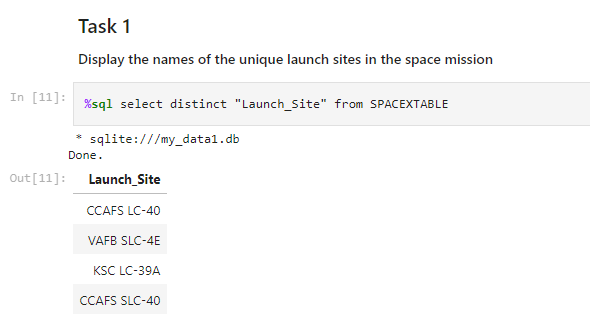 Task 1
Display the names of the unique launch sites in the space mission
In [11]: %sql select distinct "Launch_Site" from SPACEXTABLE
* sqlite:///my_data1.db
Done.
Out[11]: Launch_Site
CCAFS LC-40
VAFB SLC-4E
KSC LC-39A
CCAFS SLC-40